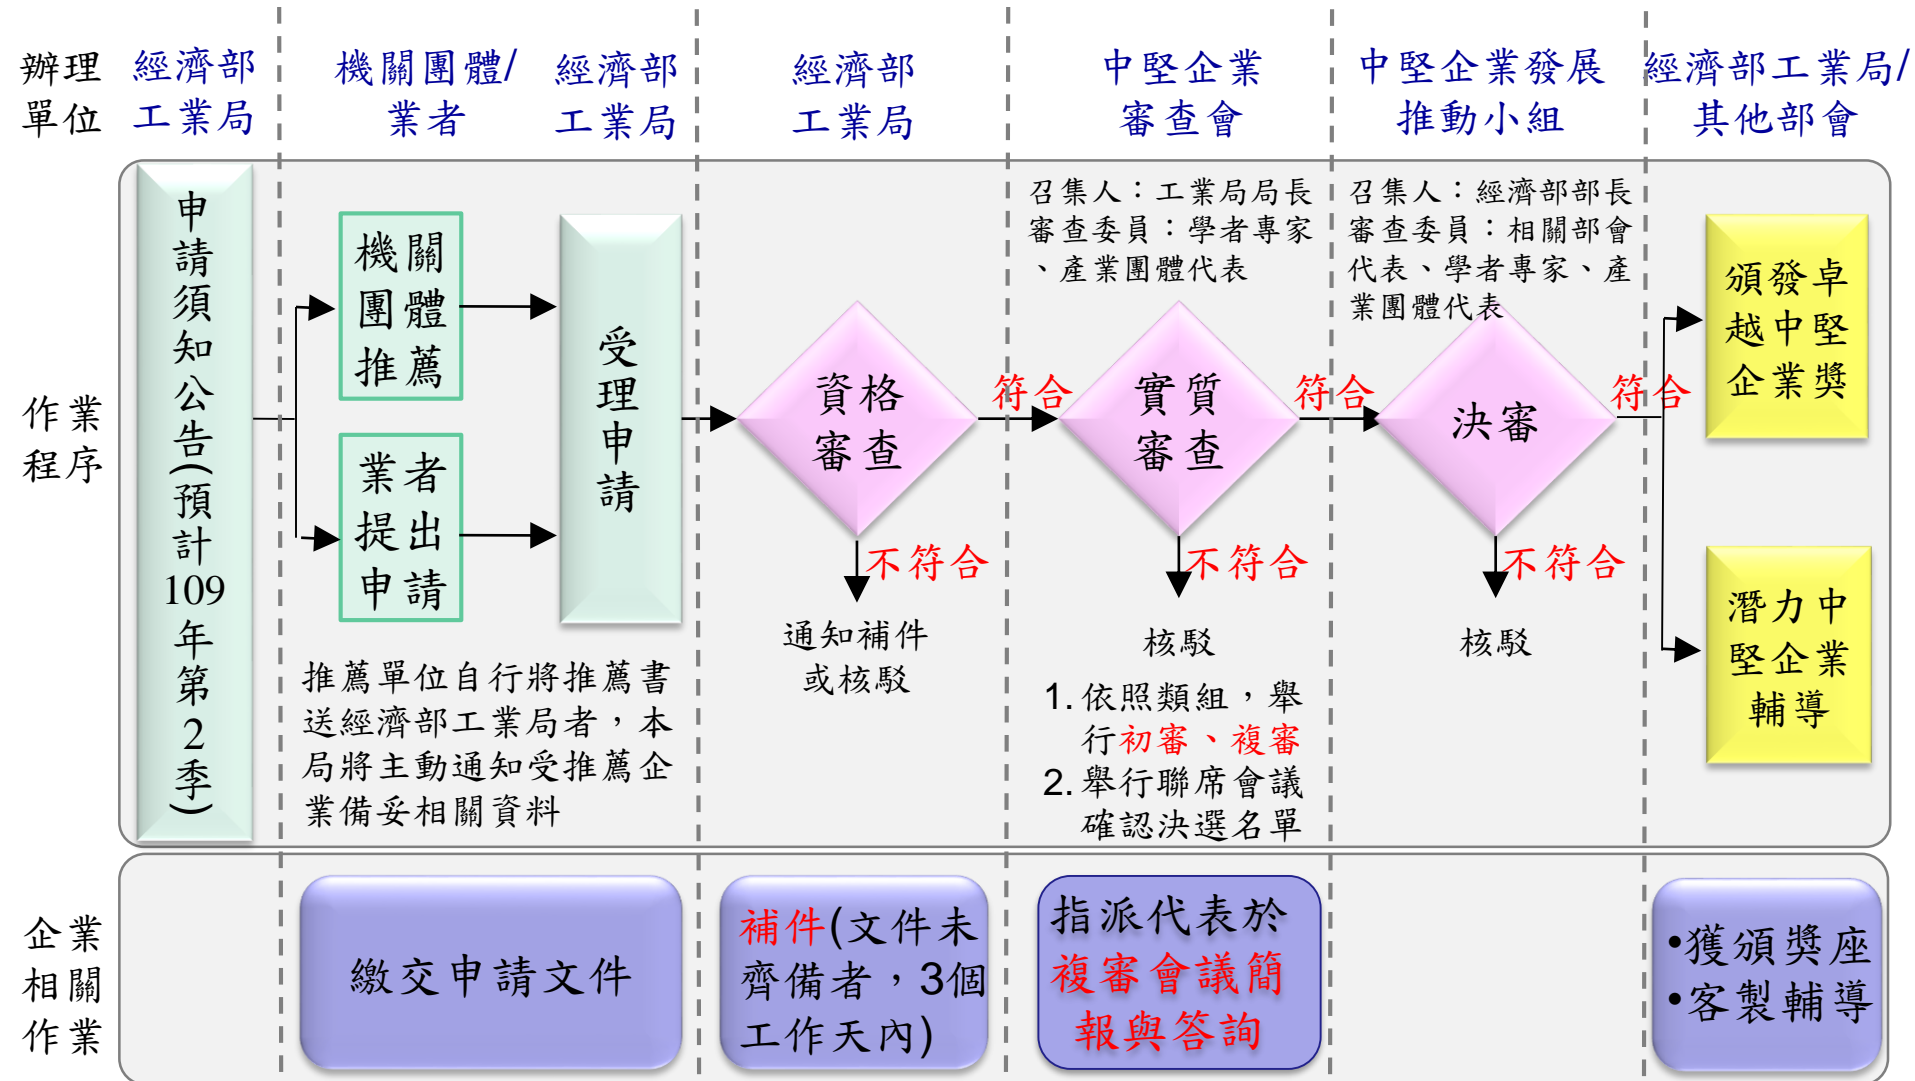 辦理
單位
經濟部
工業局
機關團體/
業者
經濟部
工業局
經濟部
工業局
中堅企業
審查會
中堅企業發展
推動小組
經濟部工業局/
其他部會
作業
程序
申請須知公告(預計109年第2季)
機關
團體
推薦
業者
提出
申請
受理申請
推薦單位自行將推薦書
送經濟部工業局者，本
局將主動通知受推薦企
業備妥相關資料
資格
審查
符合
不符合
通知補件
或核駁
召集人：工業局局長
審查委員：學者專家
、產業團體代表
實質
審查
符合
不符合
核駁
1. 依照類組，舉
行初審、複審
2. 舉行聯席會議
確認決選名單
召集人：經濟部部長
審查委員：相關部會
代表、學者專家、產
業團體代表
決審
符合
不符合
核駁
頒發卓
越中堅
企業獎
潛力中
堅企業
輔導
企業
相關
作業
繳交申請文件
補件(文件未
齊備者，3個
工作天內)
指派代表於
複審會議簡
報與答詢
•獲頒獎座
•客製輔導